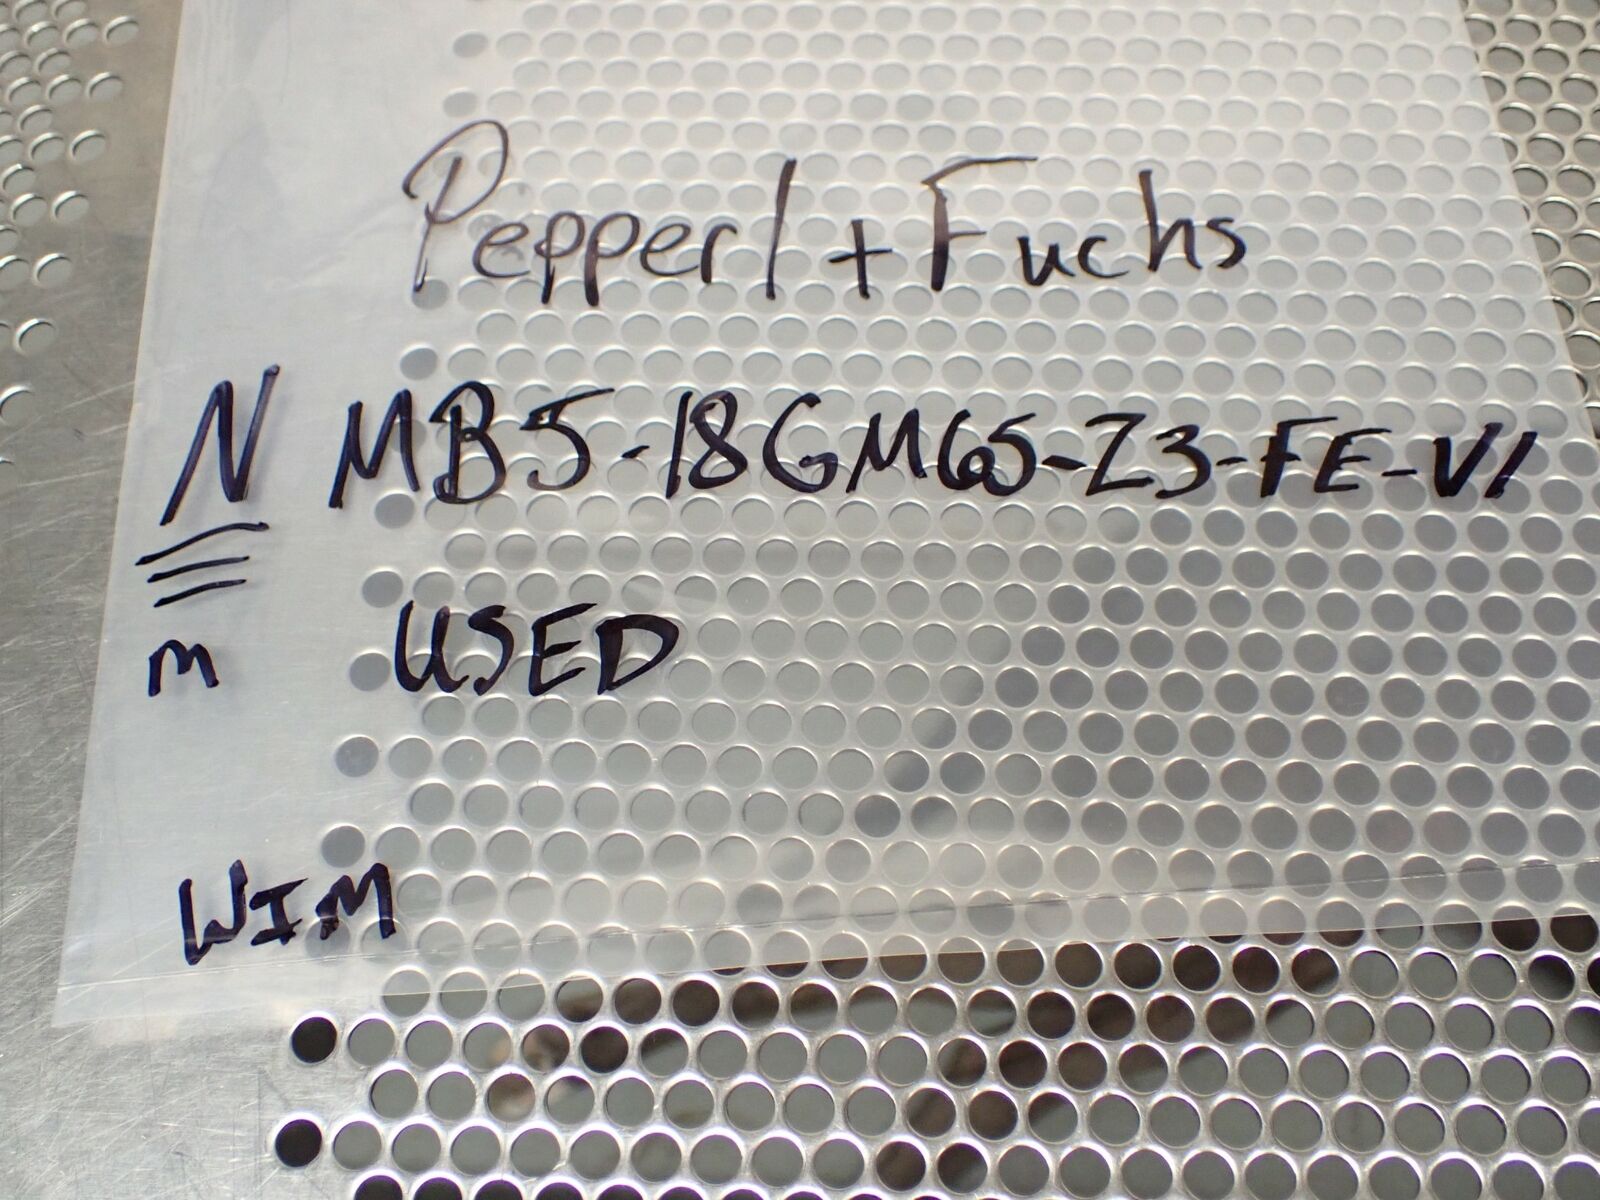 Pepperl + Fuchs
N MB5-18GM65-Z3-FE-V1
m USED
WIM